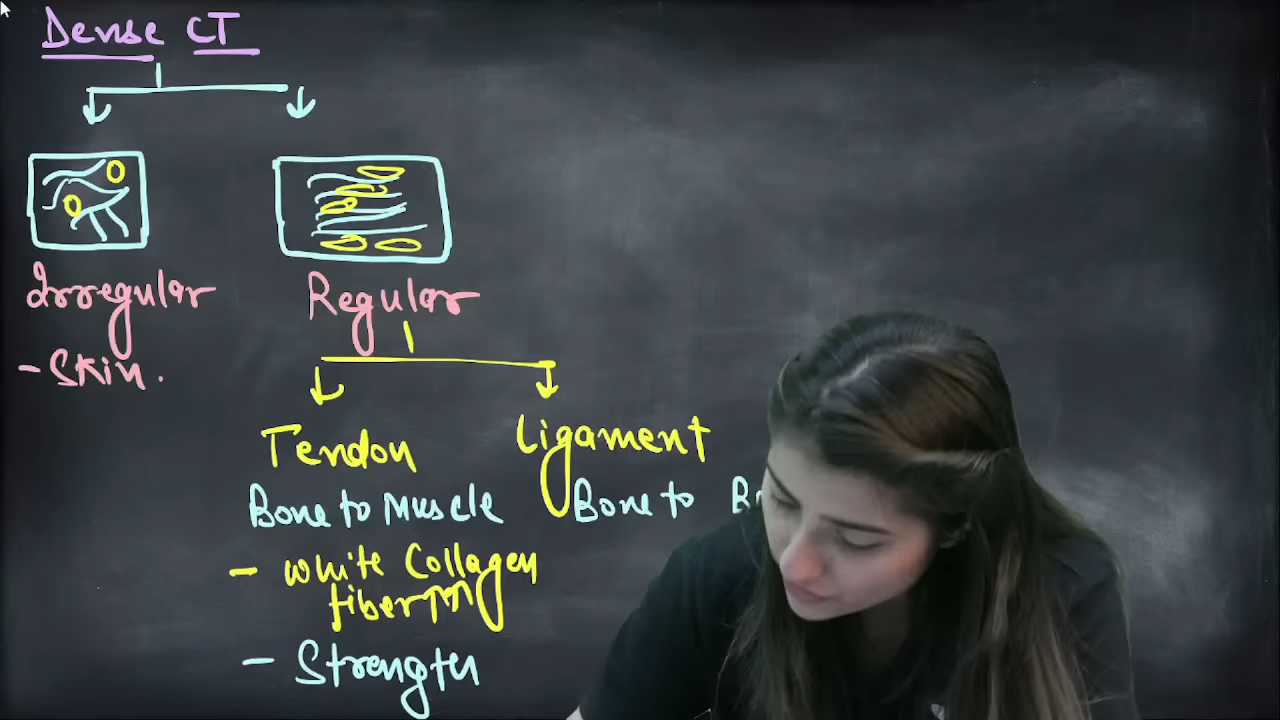 Dense CT
Irregular
Regular
- Skin.
Tendon
Ligament
Bone to Muscle
Bone to
- White Collagen
fiber ↑↑↑
- Strength